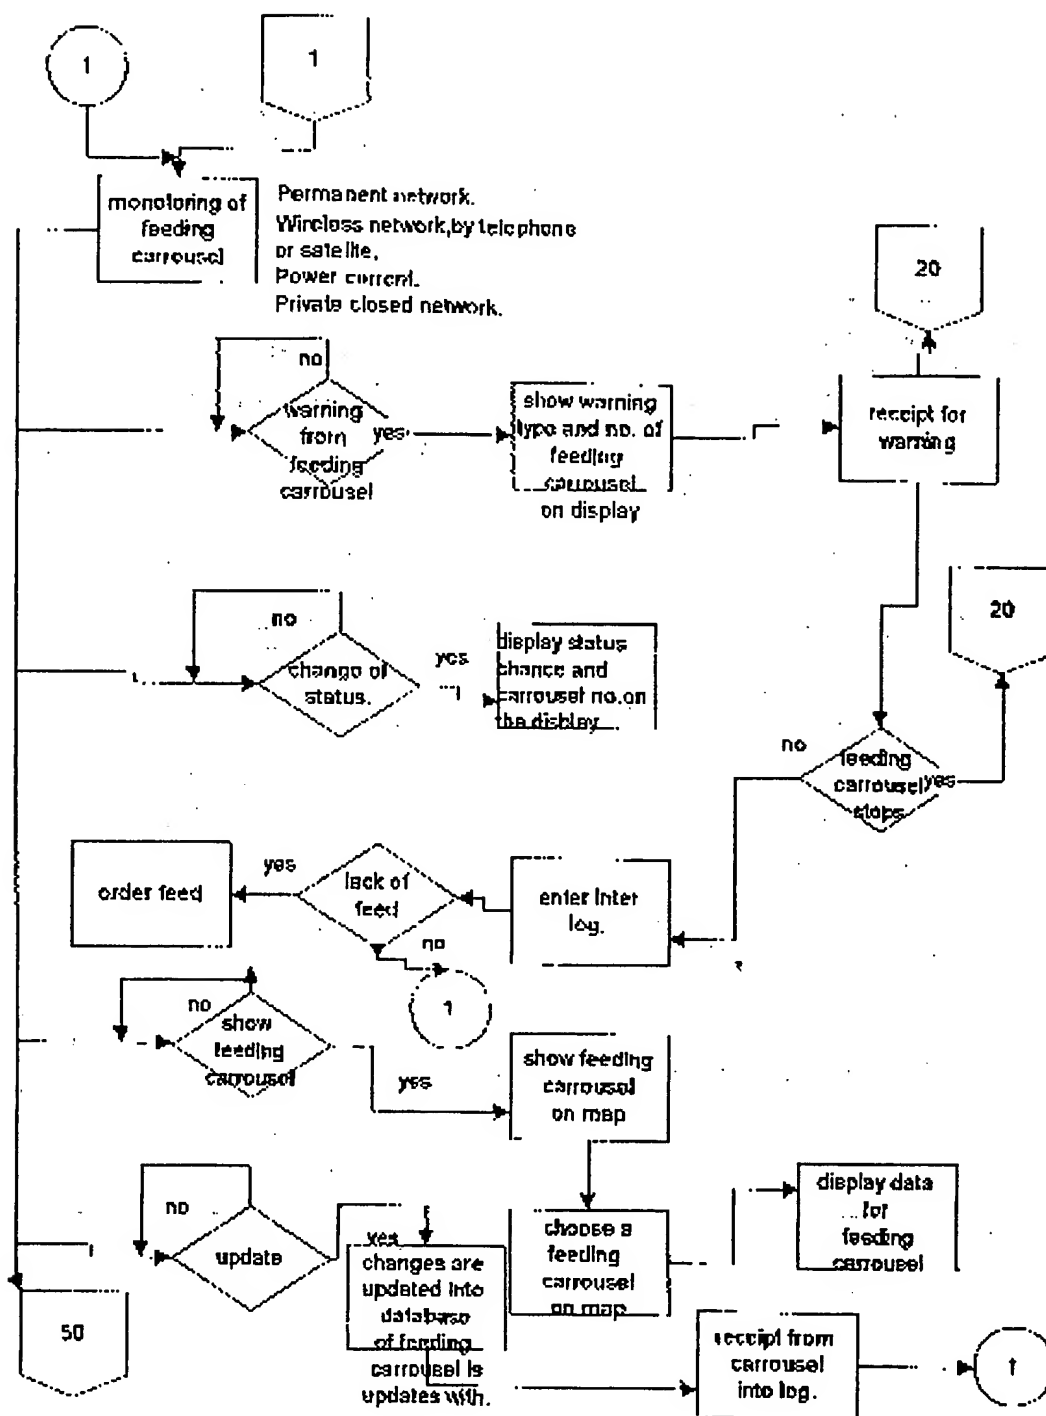 1
1
monotoring of
feeding
carrousel
Permanent network.
Wireless network,by telephone
or satelite,
Power current.
Private closed network.
20
no
warning
from
feeding
carrousel
yes
show warning
type and no. of
feeding
carrousel
on display
receipt for
warning
20
no
change of
status.
yes
display status
chance and
carrousel no.on
the display
no
feeding
carrousel
stops
yes
order feed
yes
lack of
feed
no
enter inter
log.
1
no
show
feeding
carrousel
yes
show feeding
carrousel
on map
no
update
yes
changes are
updated into
database
of feeding
carrousel is
updates with.
choose a
feeding
carrousel
on map
display data
for
feeding
carrousel
50
receipt from
carrousel
into log.
1